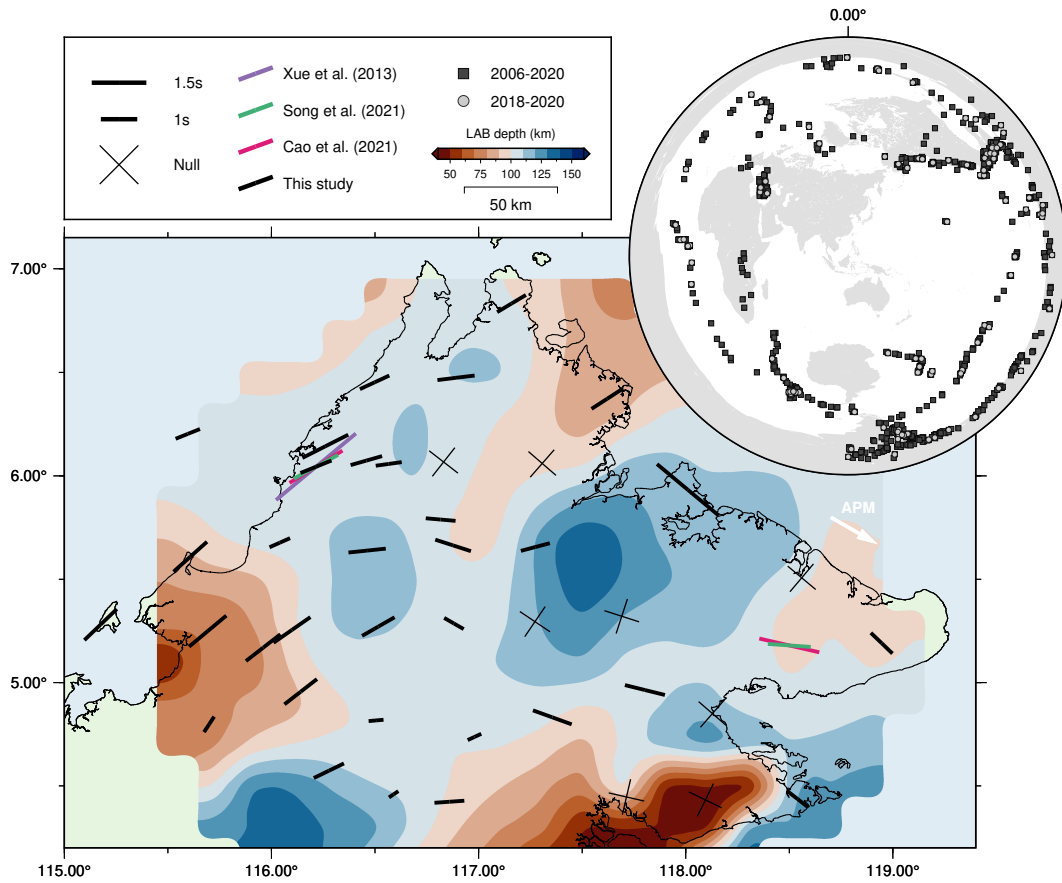 0.00°
1.5s
1s
Null
Xue et al. (2013)
Song et al. (2021)
Cao et al. (2021)
This study
2006-2020
2018-2020
LAB depth (km)
50 75 100 125 150
50 km
7.00°
6.00°
5.00°
APM
115.00° 116.00° 117.00° 118.00° 119.00°